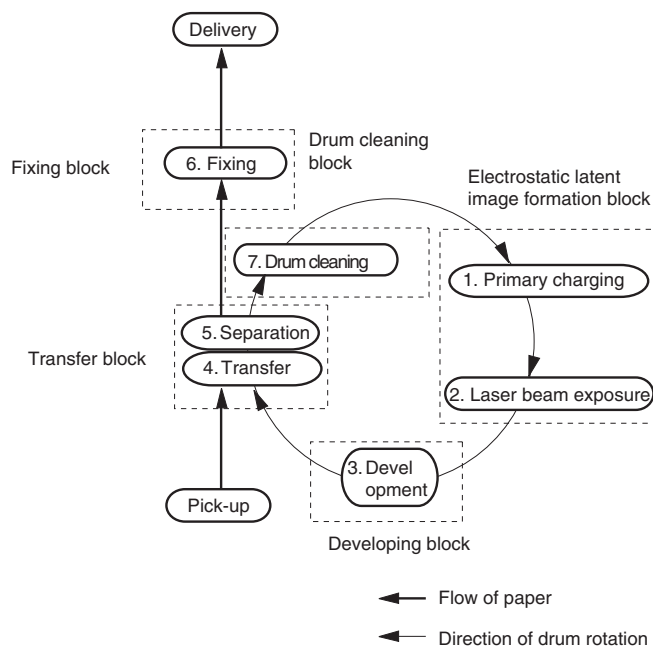 Delivery
Drum cleaning
block
Fixing block
6. Fixing
Electrostatic latent
image formation block
7. Drum cleaning
1. Primary charging
5. Separation
Transfer block
4. Transfer
2. Laser beam exposure
3. Devel
opment
Pick-up
Developing block
Flow of paper
Direction of drum rotation